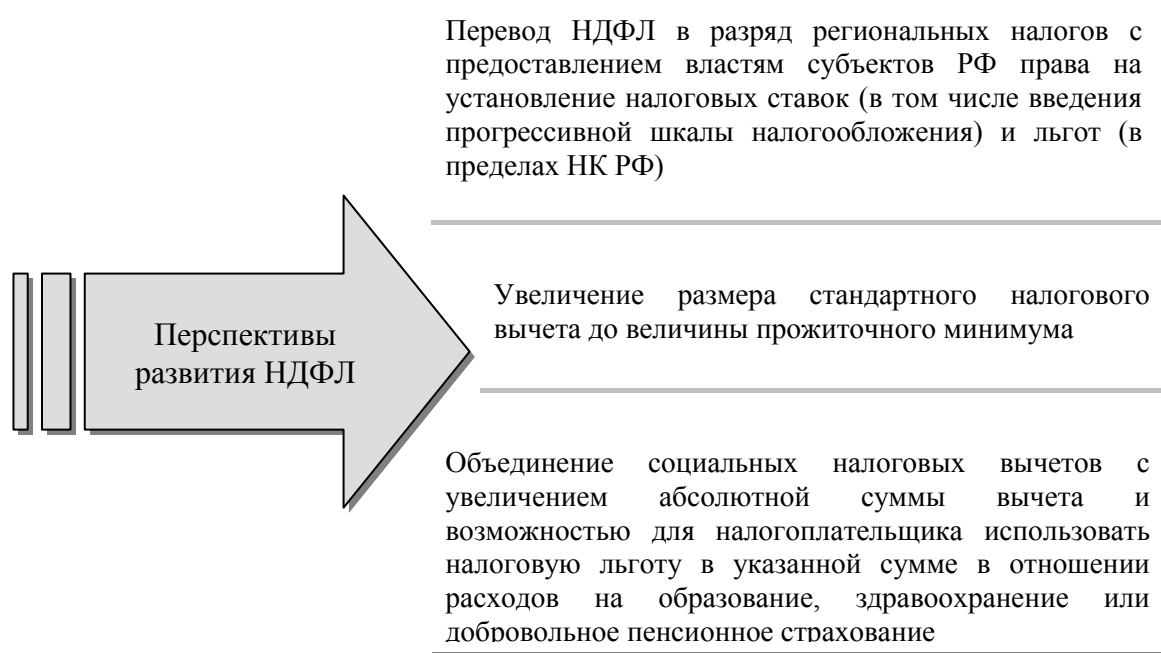 Перевод НДФЛ в разряд региональных налогов с
предоставлением властям субъектов РФ права на
установление налоговых ставок (в том числе введения
прогрессивной шкалы налогообложения) и льгот (в
пределах НК РФ)
Перспективы
развития НДФЛ
Увеличение размера стандартного налогового
вычета до величины прожиточного минимума
Объединение социальных налоговых вычетов с
увеличением абсолютной суммы вычета и
возможностью для налогоплательщика использовать
налоговую льготу в указанной сумме в отношении
расходов на образование, здравоохранение или
добровольное пенсионное страхование